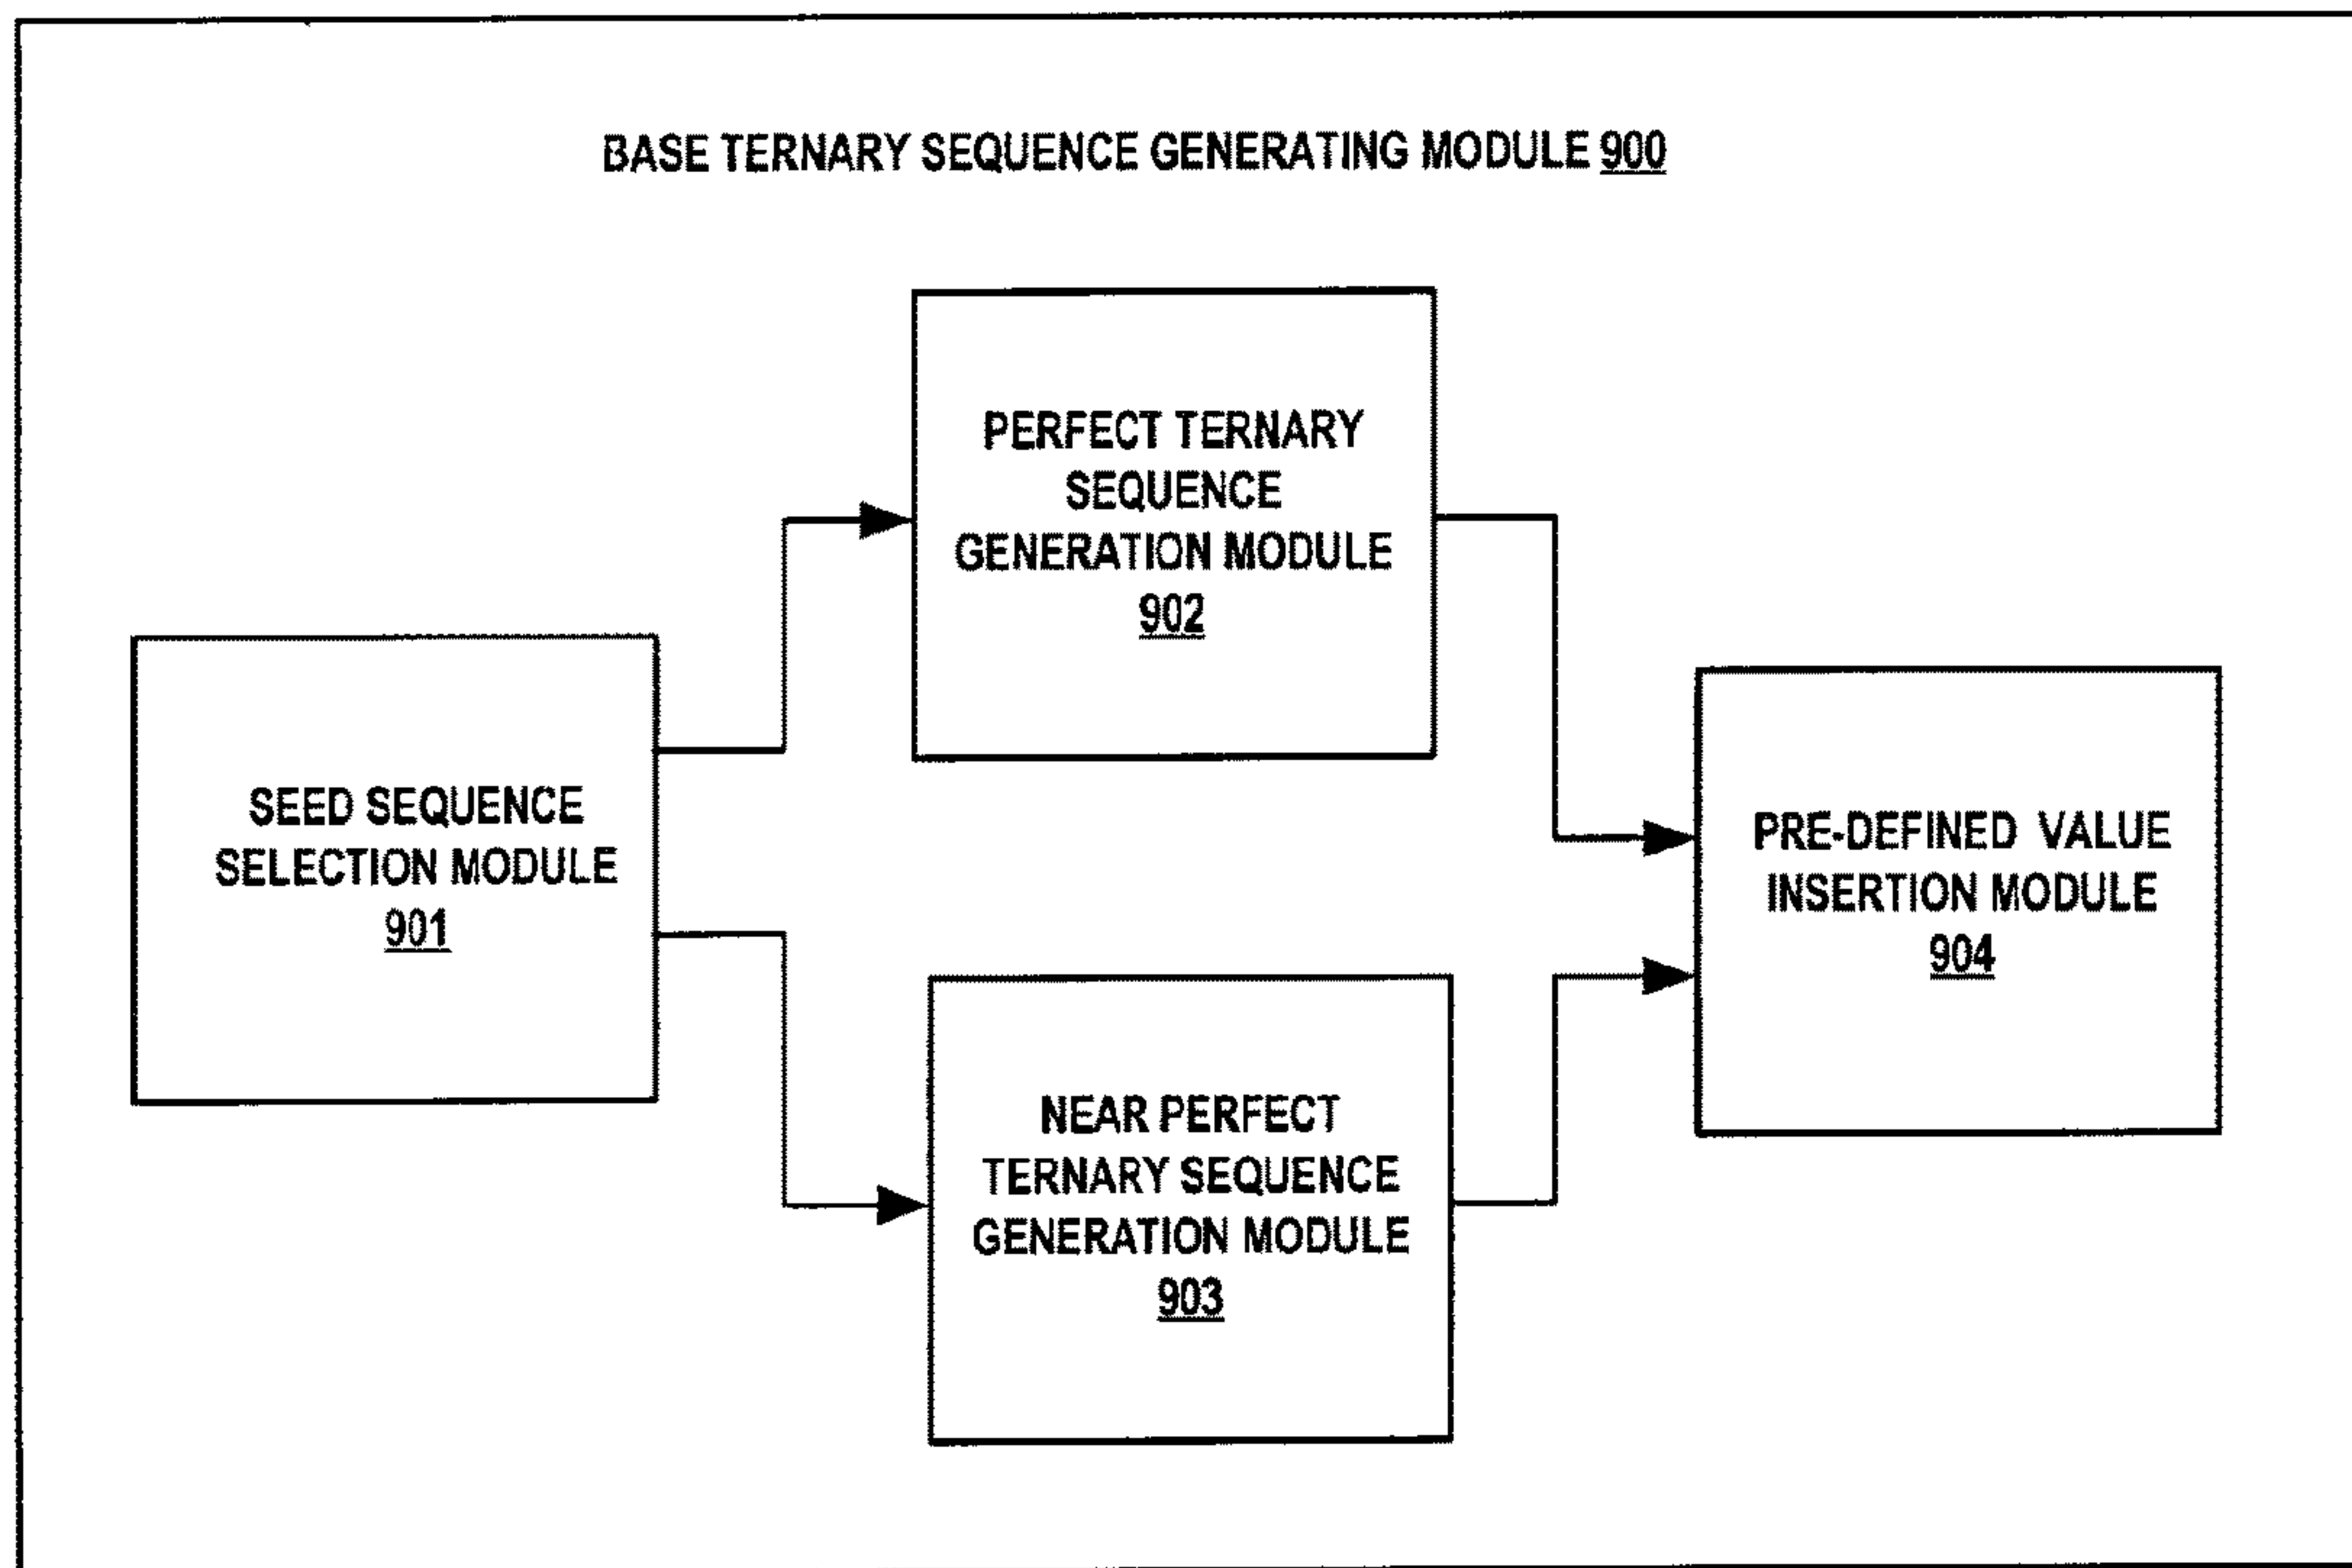 BASE TERNARY SEQUENCE GENERATING MODULE 900
PERFECT TERNARY
SEQUENCE
GENERATION MODULE
902
SEED SEQUENCE
SELECTION MODULE
901
PRE-DEFINED VALUE
INSERTION MODULE
904
NEAR PERFECT
TERNARY SEQUENCE
GENERATION MODULE
903